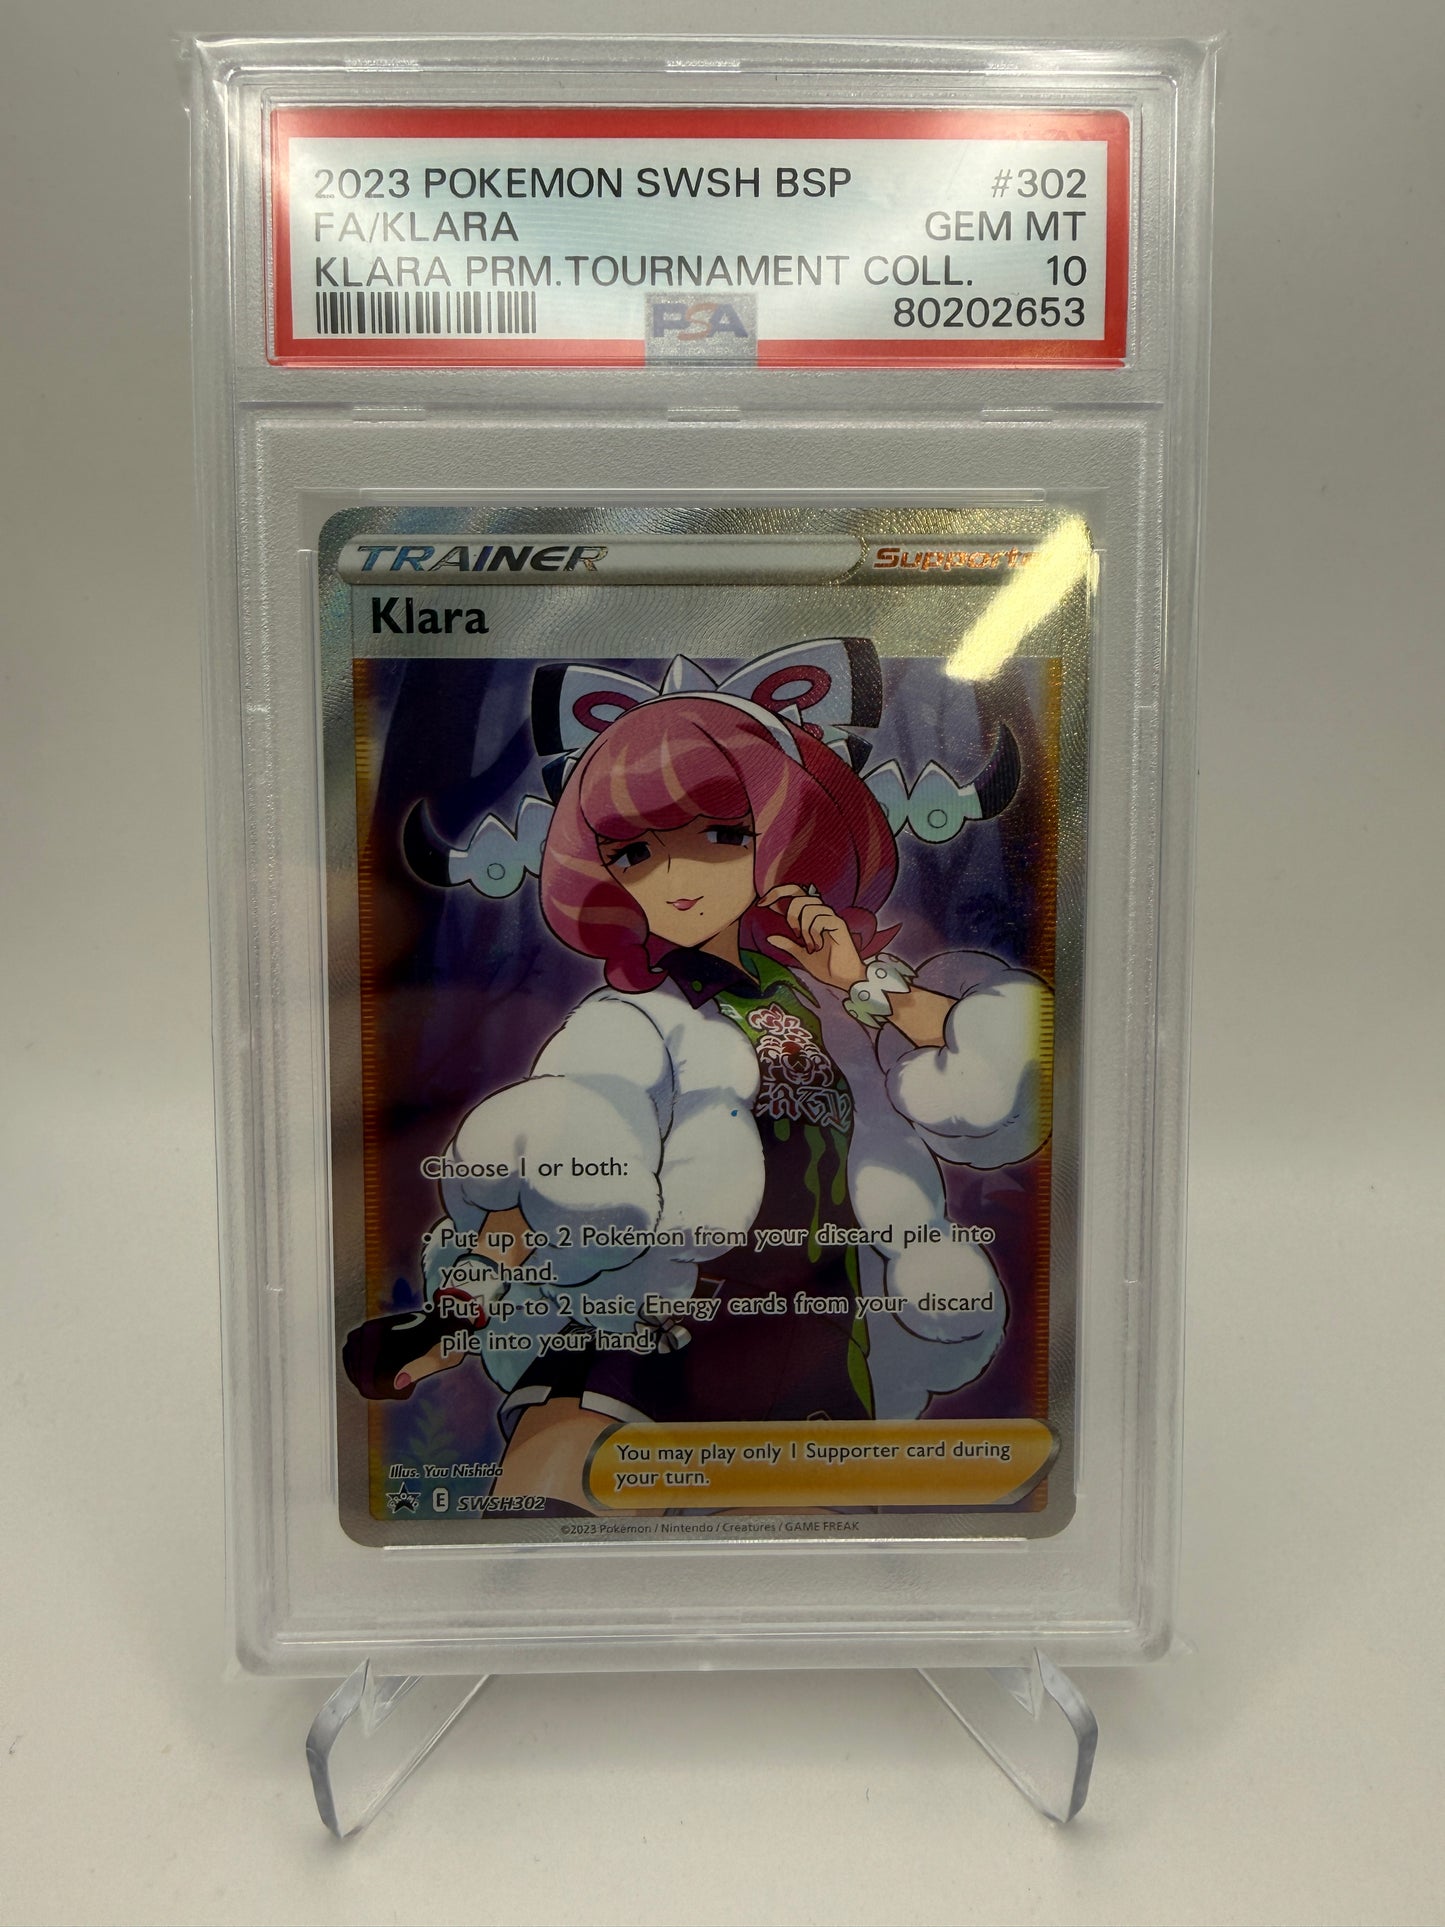 2023 POKEMON SWSH BSP #302
FA/KLARA GEM MT
KLARA PRM.TOURNAMENT COLL. 10
80202653
PSA
TRAINER
Klara
Choose 1 or both:
• Put up to 2 Pokémon from your discard pile into
your hand.
• Put up to 2 basic Energy cards from your discard
pile into your hand.
You may play only 1 Supporter card during
your turn.
Illus. Yuu Nishida
E SWSH302
©2023 Pokémon / Nintendo / Creatures / GAME FREAK